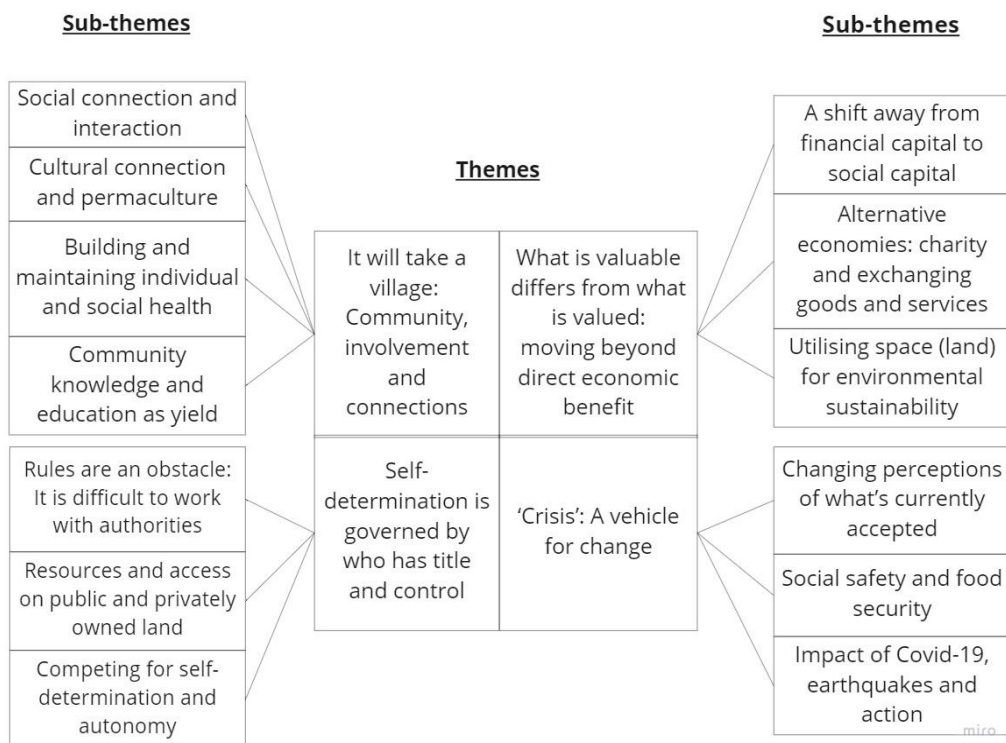 Sub-themes
Social connection and
interaction
Cultural connection
and permaculture
Building and
maintaining individual
and social health
Community
knowledge and
education as yield
Rules are an obstacle:
It is difficult to work
with authorities
Resources and access
on public and privately
owned land
Competing for self-
determination and
autonomy
Themes
It will take a
village:
Community,
involvement
and
connections
What is valuable
differs from what
is valued:
moving beyond
direct economic
benefit
Self-
determination is
governed by
who has title
and control
‘Crisis’: A vehicle
for change
Sub-themes
A shift away from
financial capital to
social capital
Alternative
economies: charity
and exchanging
goods and services
Utilising space (land)
for environmental
sustainability
Changing perceptions
of what’s currently
accepted
Social safety and food
security
Impact of Covid-19,
earthquakes and
action
miro